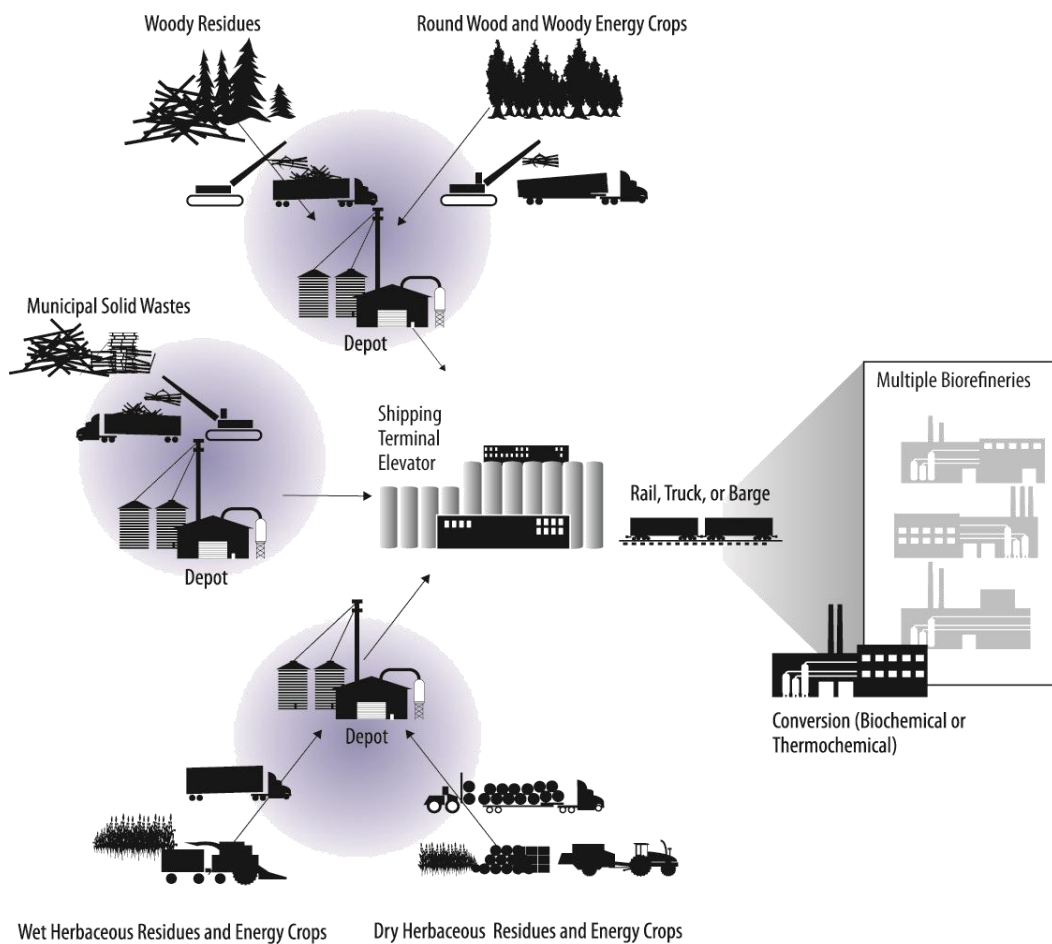 Woody Residues
Round Wood and Woody Energy Crops
Depot
Municipal Solid Wastes
Depot
Shipping
Terminal
Elevator
Rail, Truck, or Barge
Multiple Biorefineries
Conversion (Biochemical or
Thermochemical)
Depot
Wet Herbaceous Residues and Energy Crops
Dry Herbaceous Residues and Energy Crops